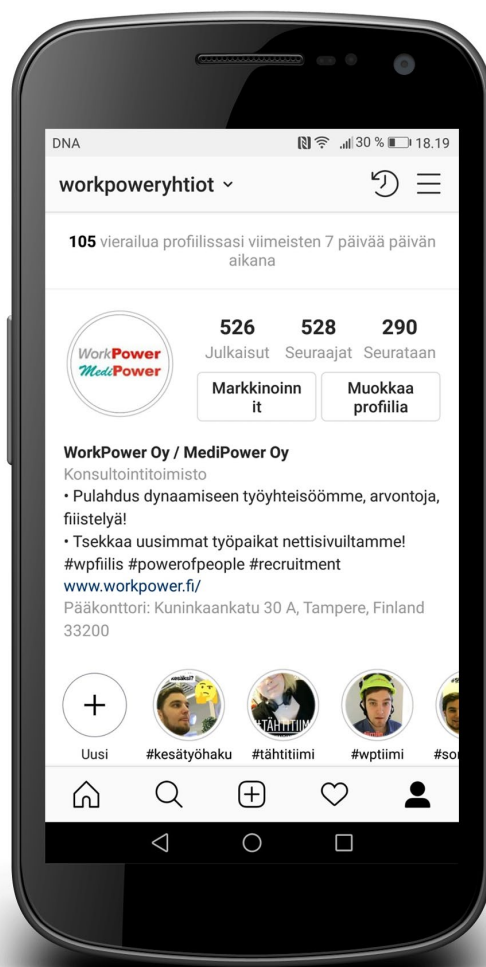 DNA 30 % 18.19
workpoweryhtiot
105 vierailua profiilissasi viimeisten 7 päivää päivän
aikana
WorkPower
MediPower
526 528 290
Julkaisut Seuraajat Seurataan
Markkinoinn
it
Muokkaa
profiilia
WorkPower Oy / MediPower Oy
Konsultointitoimisto
• Pulahdus dynaamiseen työyhteisöömme, arvontoja,
fiiistelyä!
• Tsekkaa uusimmat työpaikat nettisivuiltamme!
#wpfiilis #powerofpeople #recruitment
www.workpower.fi/
Pääkonttori: Kuninkaankatu 30 A, Tampere, Finland
33200
#TÄHTITIIM
Uusi #kesätyöhaku #tähtitiimi #wptiimi #so